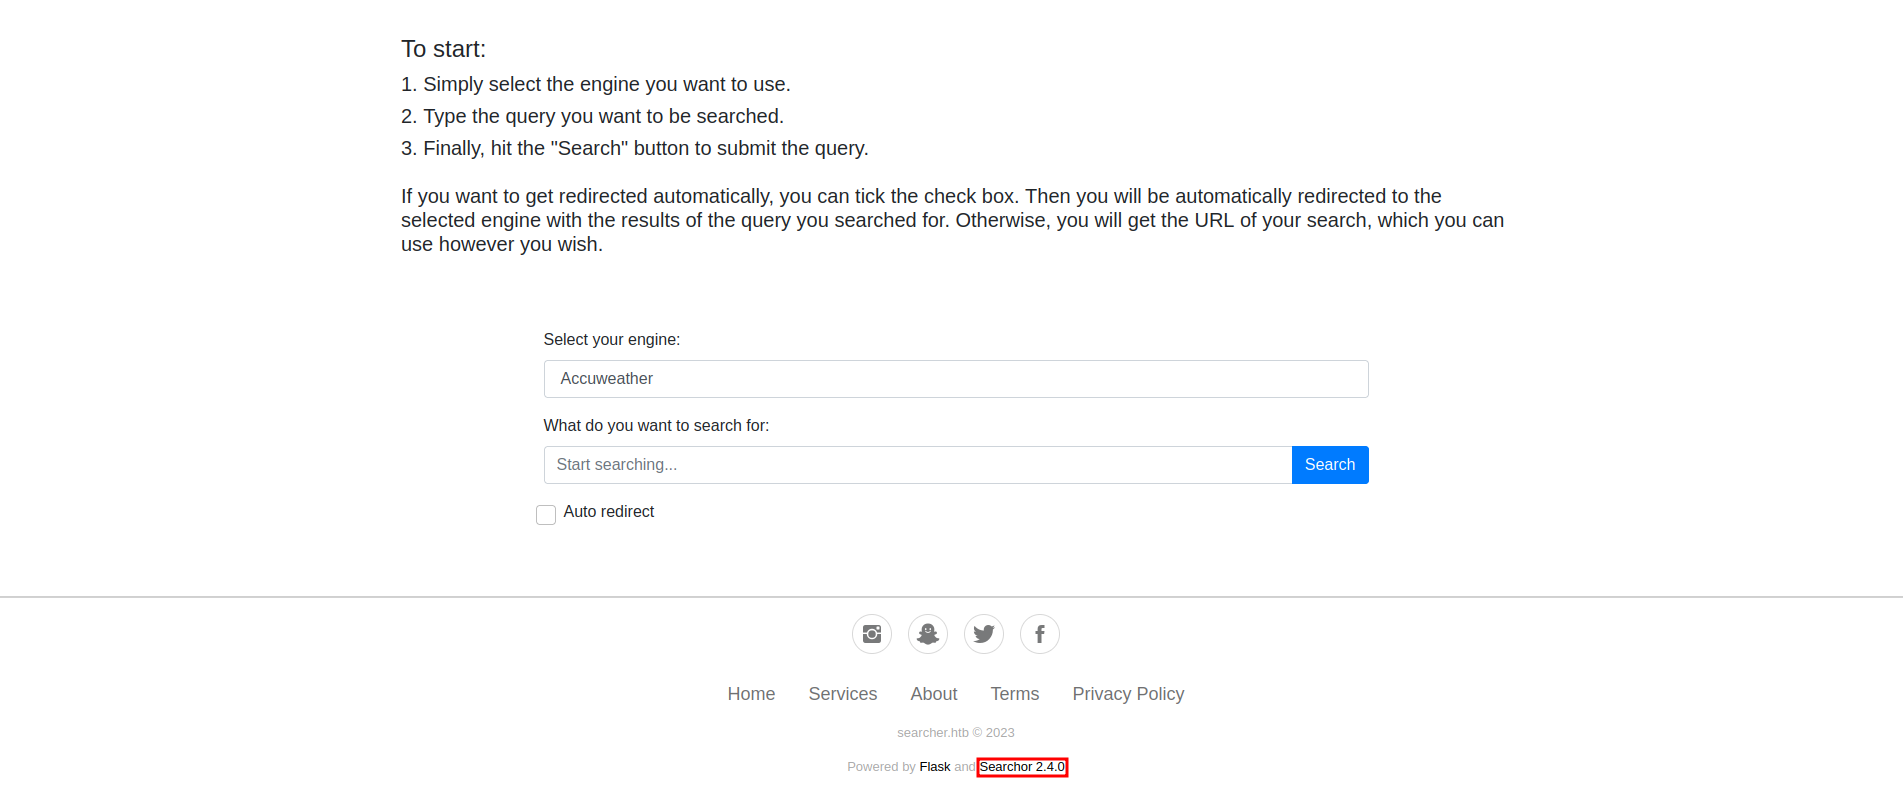 To start:
1. Simply select the engine you want to use.
2. Type the query you want to be searched.
3. Finally, hit the "Search" button to submit the query.
If you want to get redirected automatically, you can tick the check box. Then you will be automatically redirected to the
selected engine with the results of the query you searched for. Otherwise, you will get the URL of your search, which you can
use however you wish.
Select your engine:
Accuweather
What do you want to search for:
Start searching... Search
Auto redirect
Home Services About Terms Privacy Policy
searcher.htb © 2023
Powered by Flask and Searchor 2.4.0